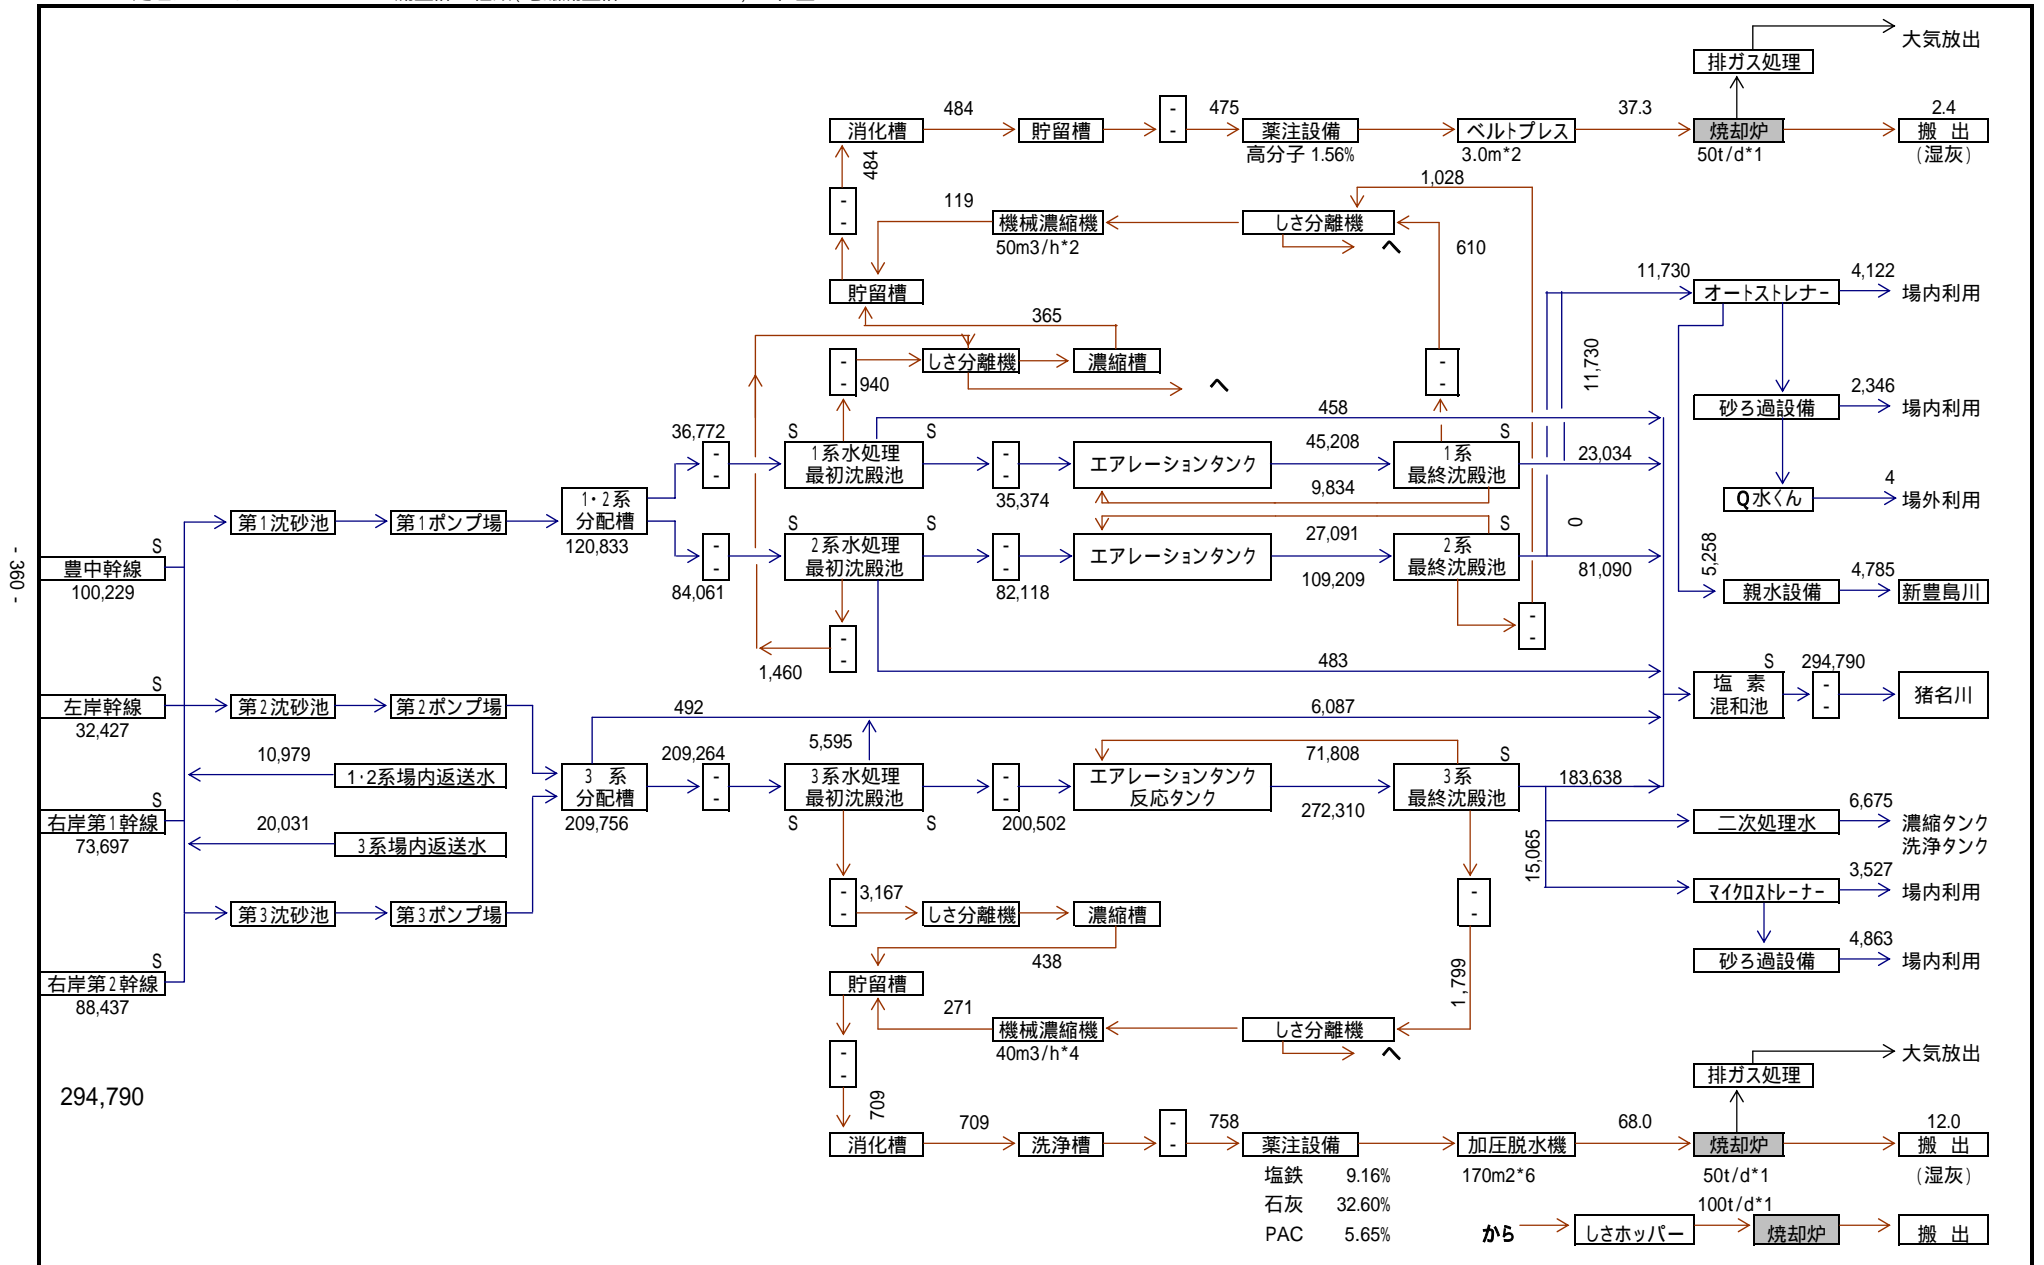 大気放出
排ガス処理
消化槽
484
貯留槽
475
薬注設備
高分子 1.56%
ベルトプレス
3.0m*2
37.3
焼却炉
50t/d*1
2.4
搬 出
(湿灰)
484
119
機械濃縮機
50m3/h*2
しさ分離機
1,028
へ
610
貯留槽
365
940
しさ分離機
濃縮槽
へ
11,730
オートストレナー
4,122
場内利用
11,730
砂ろ過設備
2,346
場内利用
Q水くん
4
場外利用
5,258
親水設備
4,785
新豊島川
458
36,772
S
S
1系水処理
最初沈殿池
35,374
エアレーションタンク
45,208
9,834
S
1系
最終沈殿池
23,034
0
1・2系
分配槽
120,833
第1沈砂池
第1ポンプ場
84,061
S
S
2系水処理
最初沈殿池
82,118
エアレーションタンク
27,091
109,209
S
2系
最終沈殿池
81,090
1,460
483
S
豊中幹線
100,229
- 360 -
S
左岸幹線
32,427
第2沈砂池
第2ポンプ場
10,979
1・2系場内返送水
S
右岸第1幹線
73,697
20,031
3系場内返送水
第3沈砂池
第3ポンプ場
S
右岸第2幹線
88,437
294,790
492
6,087
3 系
分配槽
209,756
209,264
5,595
3系水処理
最初沈殿池
S
S
200,502
エアレーションタンク
反応タンク
71,808
272,310
S
3系
最終沈殿池
183,638
S
塩 素
混和池
294,790
猪名川
15,065
二次処理水
6,675
濃縮タンク
洗浄タンク
マイクロストレーナー
3,527
場内利用
砂ろ過設備
4,863
場内利用
3,167
しさ分離機
濃縮槽
438
貯留槽
271
機械濃縮機
40m3/h*4
しさ分離機
へ
1,799
709
消化槽
709
洗浄槽
758
薬注設備
塩鉄 9.16%
石灰 32.60%
PAC 5.65%
加圧脱水機
170m2*6
68.0
大気放出
排ガス処理
焼却炉
50t/d*1
100t/d*1
12.0
搬 出
(湿灰)
から
しさホッパー
焼却炉
搬 出